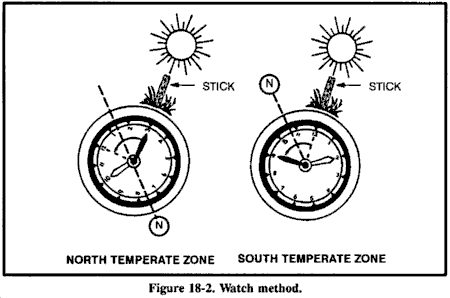 STICK
STICK
N
N
NORTH TEMPERATE ZONE
SOUTH TEMPERATE ZONE
Figure 18-2. Watch method.